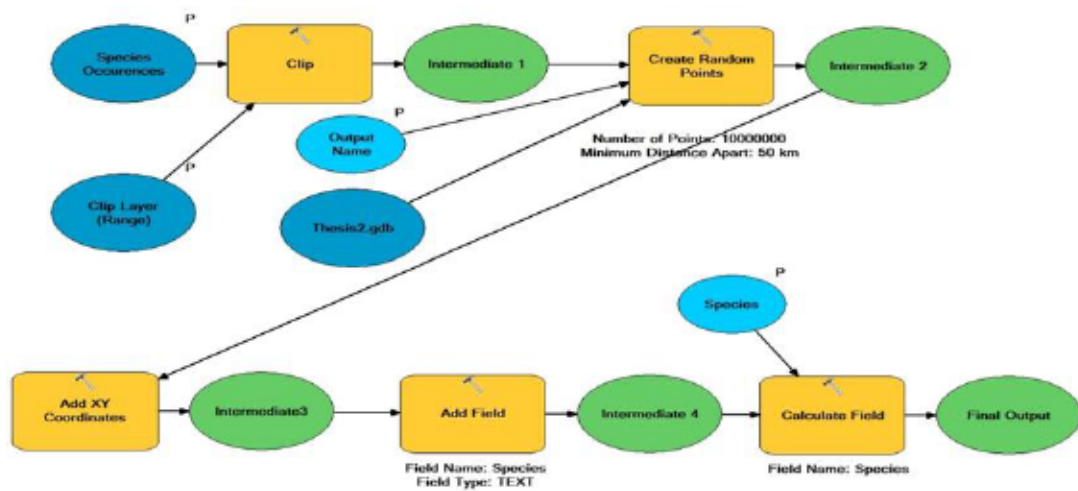 P
Species
Occurences
Clip
Intermediate 1
Create Random
Points
Intermediate 2
P
Output
Name
Number of Points: 10000000
Minimum Distance Apart: 50 km
P
Clip Layer
(Range)
Thesis2.gdb
P
Species
Add XY
Coordinates
Intermediate3
Add Field
Intermediate 4
Calculate Field
Final Output
Field Name: Species
Field Type: TEXT
Field Name: Species